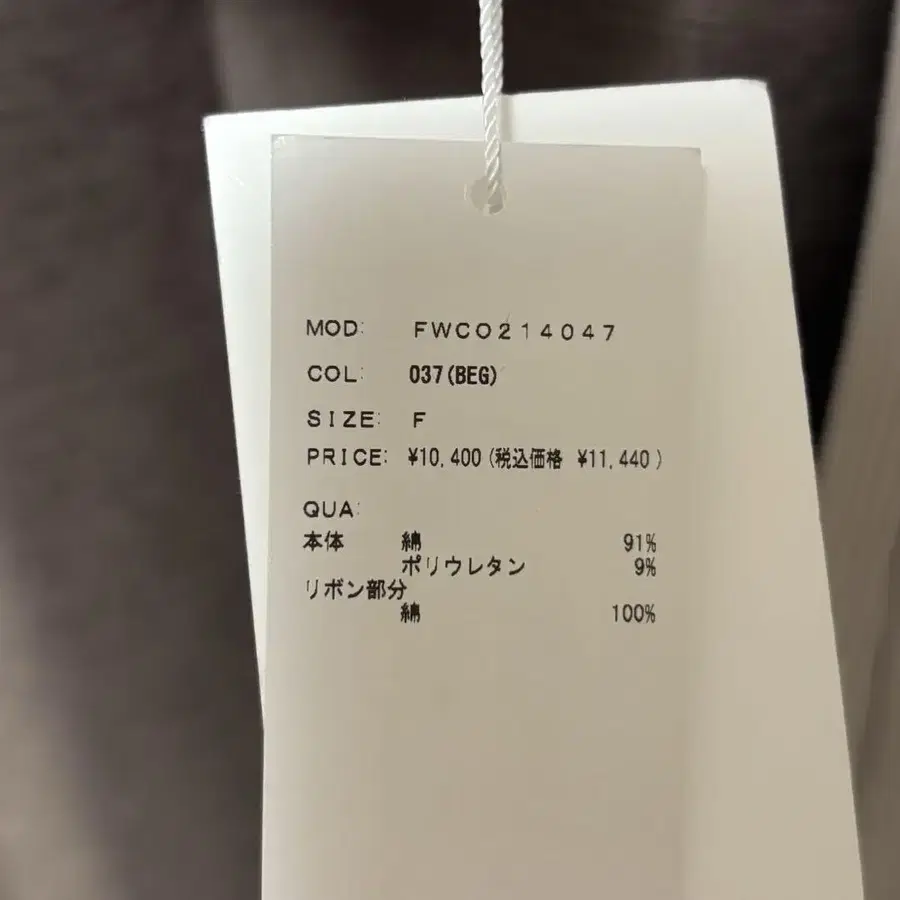 MOD: FWCO214047
COL: 037(BEG)
SIZE: F
PRICE: ¥10,400(税込価格 ¥11,440)
QUA:
本体 綿 91%
ポリウレタン 9%
リボン部分
綿 100%